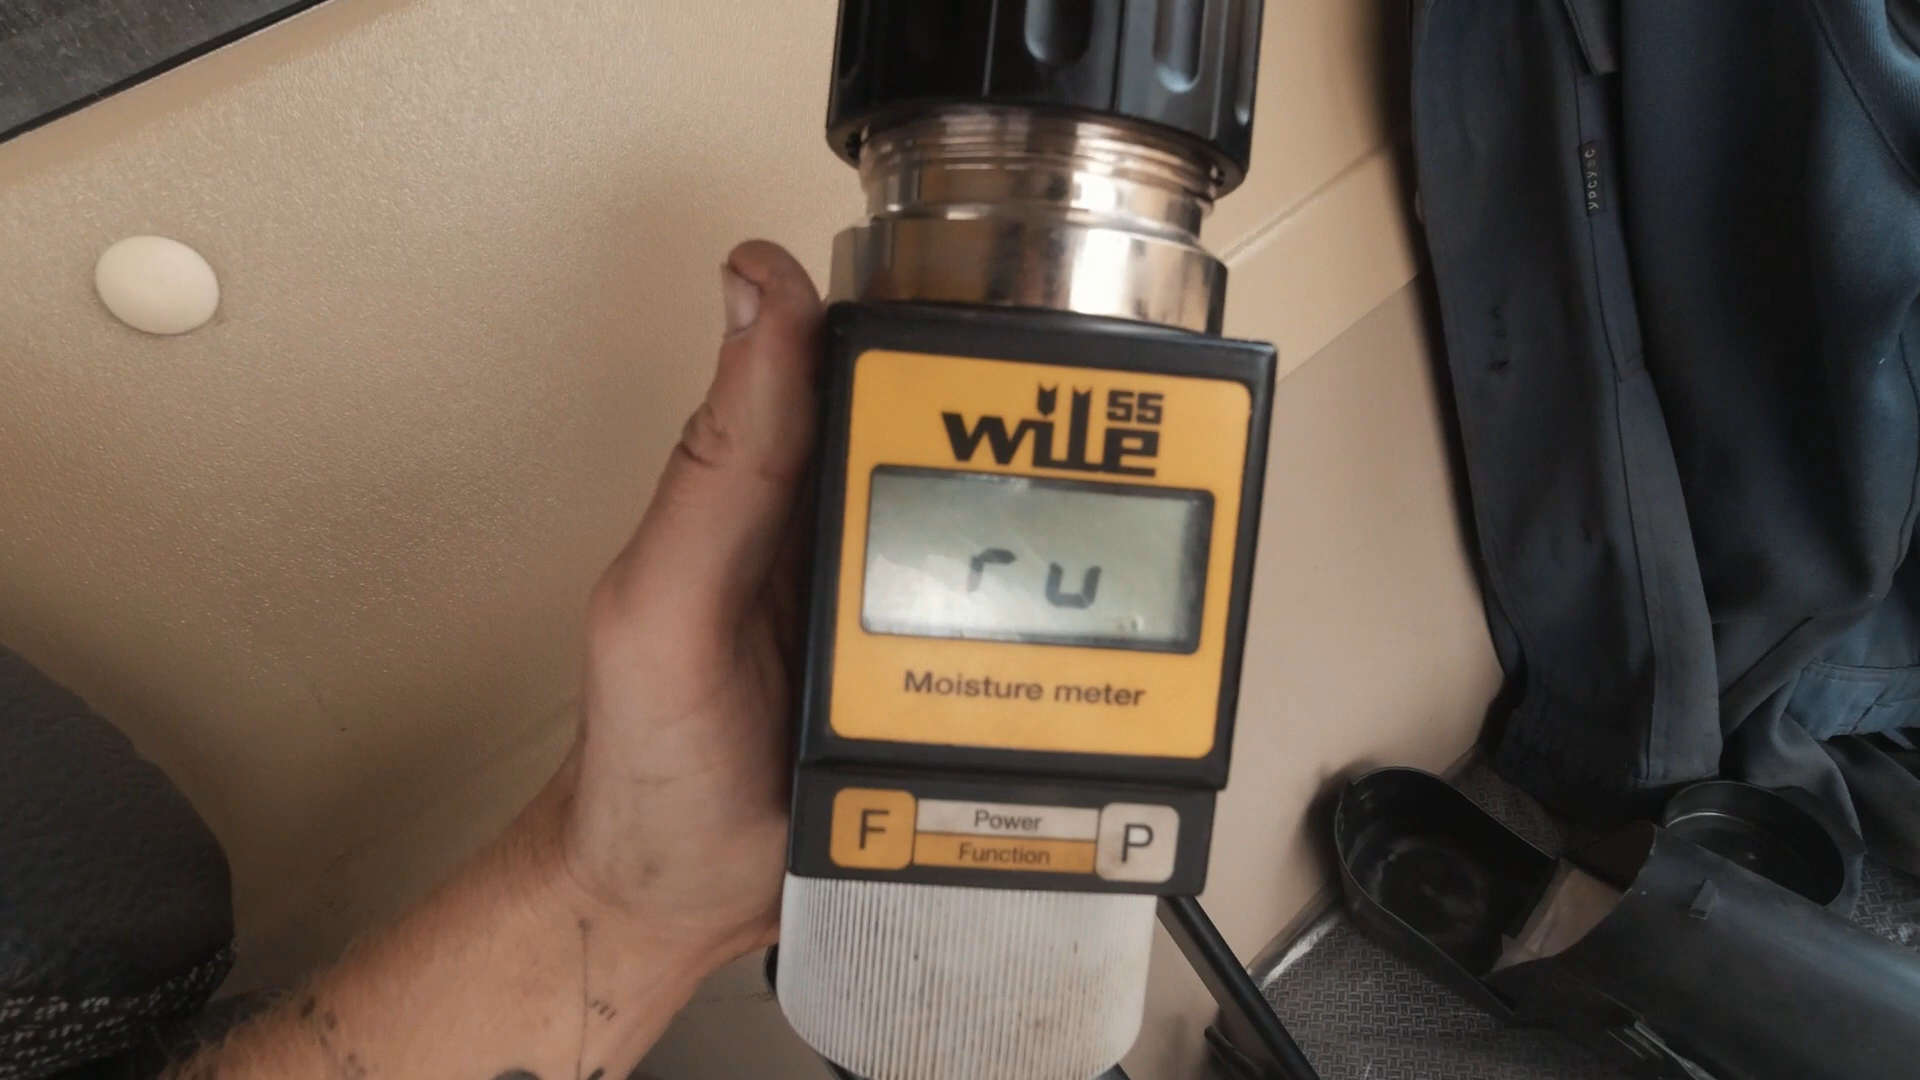 wile 55
ru
Moisture meter
F Power P
Function